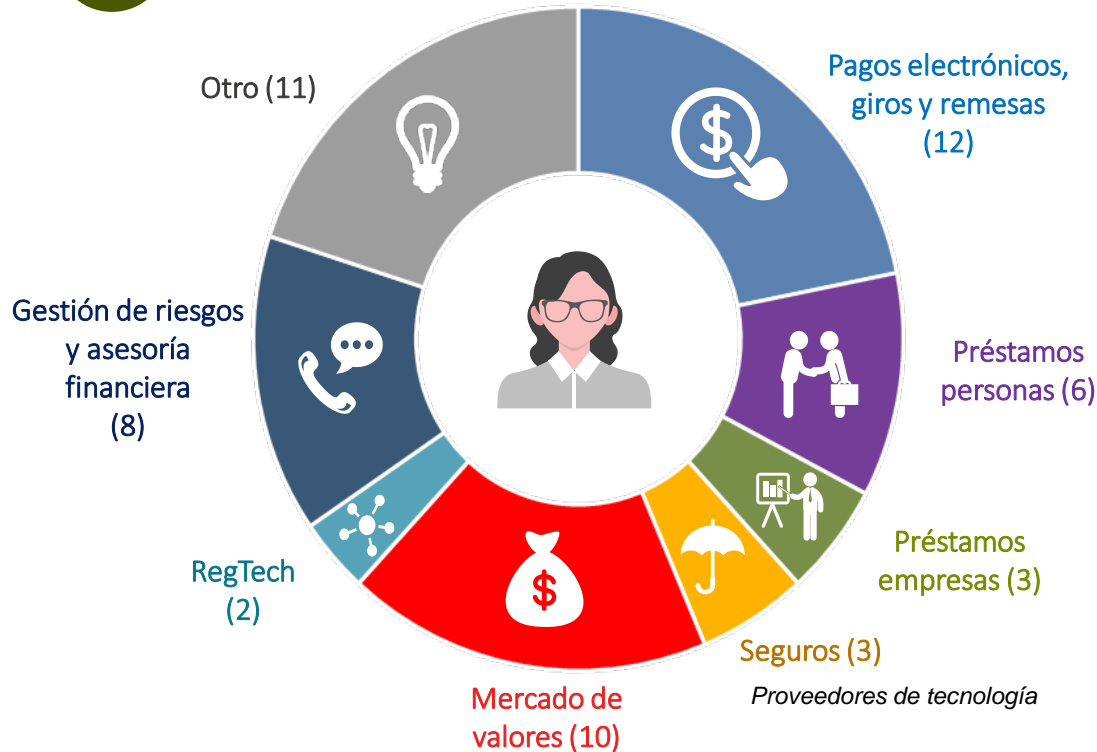 Otro (11)
Pagos electrónicos,
giros y remesas
(12)
$
Gestión de riesgos
y asesoría
financiera
(8)
Préstamos
personas (6)
RegTech
(2)
$
Préstamos
empresas (3)
Seguros (3)
Mercado de
valores (10)
Proveedores de tecnología